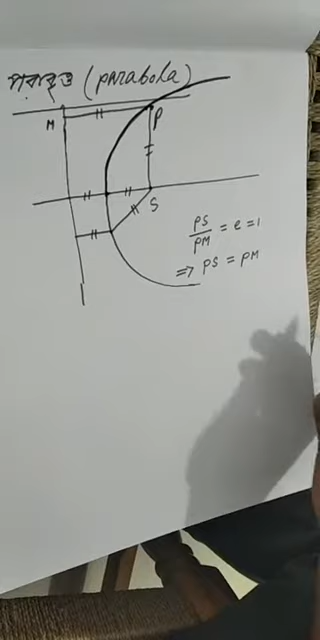 পরাবৃত্ত (parabola)
M
P
S
PS/PM = e = 1
⇒ PS = PM